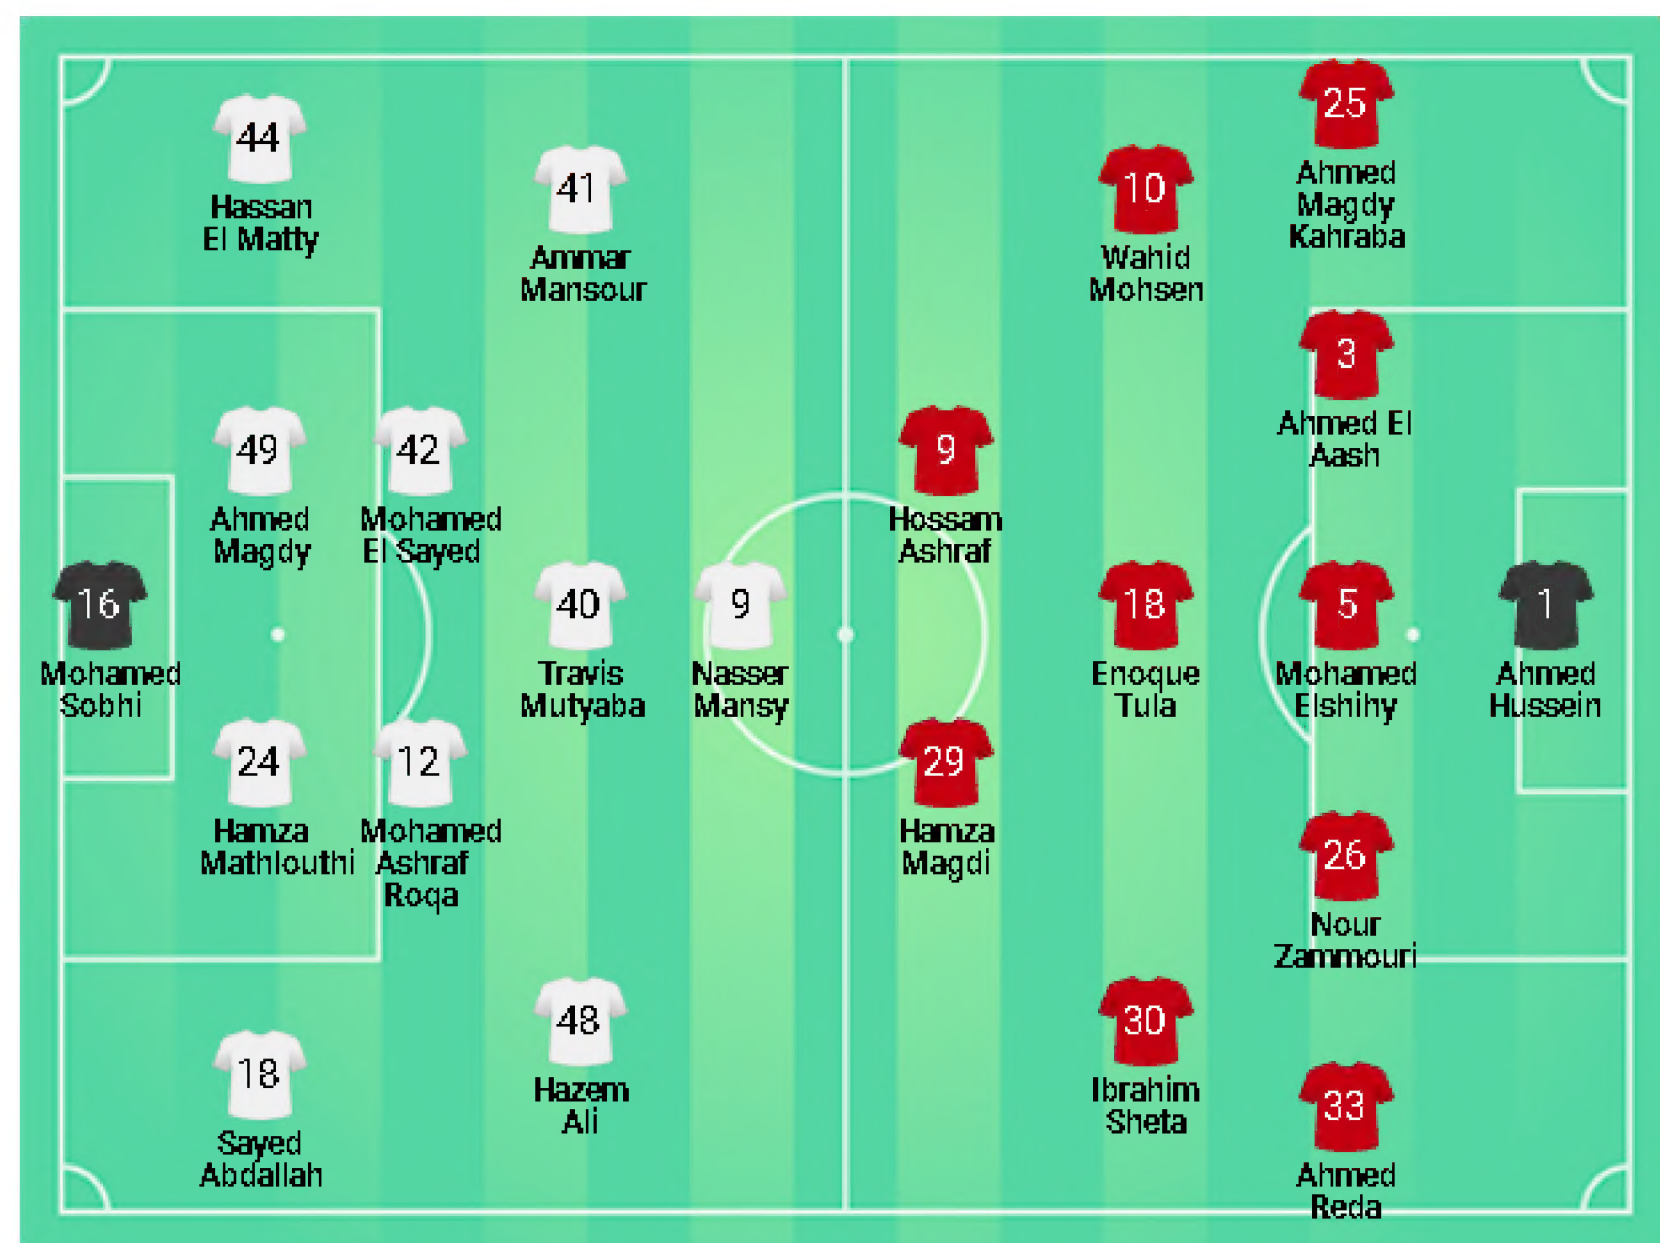 44
Hassan
El Matty
41
Ammar
Mansour
49
Ahmed
Magdy
42
Mohamed
El Sayed
16
Mohamed
Sobhi
40
Travis
Mutyaba
9
Nasser
Mansy
24
Hamza
Mathlouthi
12
Mohamed
Ashraf
Roqa
48
Hazem
Ali
18
Sayed
Abdallah
25
Ahmed
Magdy
Kahraba
10
Wahid
Mohsen
3
Ahmed El
Aash
9
Hossam
Ashraf
18
Enoque
Tula
5
Mohamed
Elshihy
1
Ahmed
Hussein
29
Hamza
Magdi
26
Nour
Zammouri
30
Ibrahim
Sheta
33
Ahmed
Reda